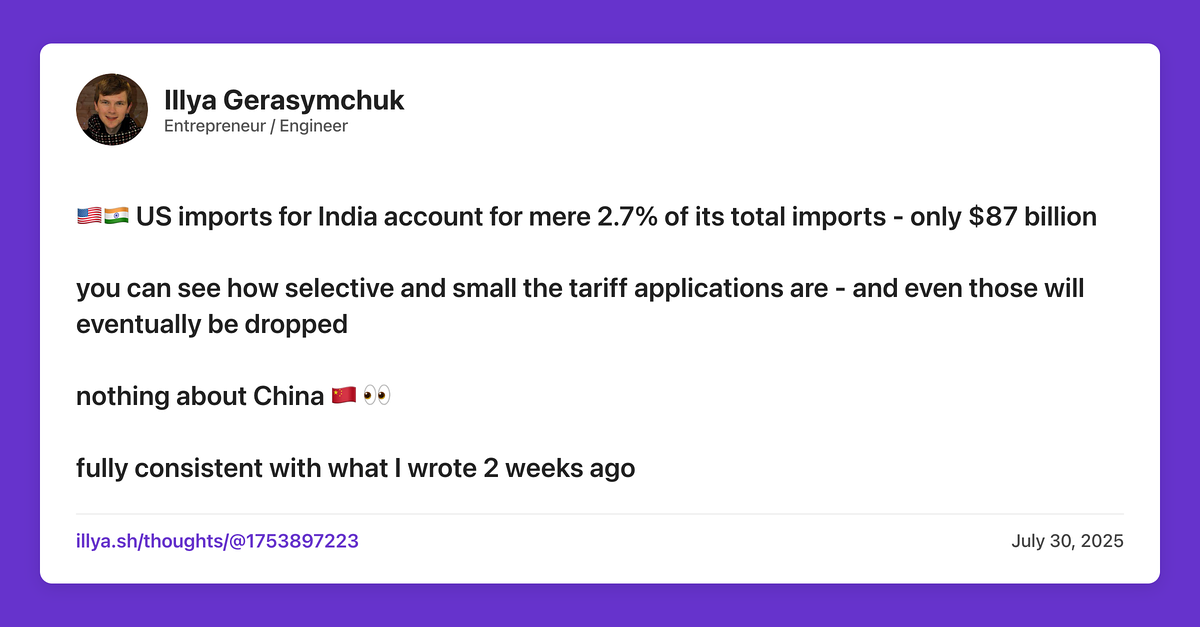 Illya Gerasymchuk
Entrepreneur / Engineer
🇺🇸🇮🇳 US imports for India account for mere 2.7% of its total imports - only $87 billion
you can see how selective and small the tariff applications are - and even those will
eventually be dropped
nothing about China 🇨🇳 👀
fully consistent with what I wrote 2 weeks ago
illya.sh/thoughts/@1753897223
July 30, 2025